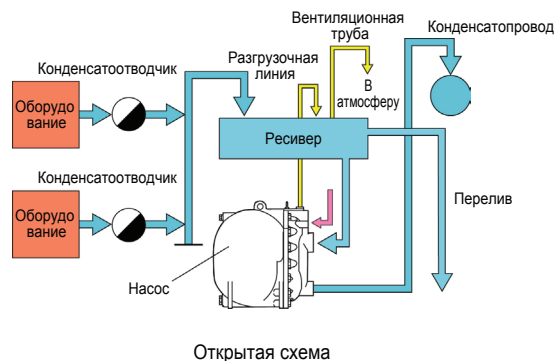 Вентиляционная
труба
Конденсатопровод
Разгрузочная
линия
В
атмосферу
Конденсатоотводчик
Оборудо
вание
Ресивер
Конденсатоотводчик
Оборудо
вание
Перелив
Насос
Открытая схема